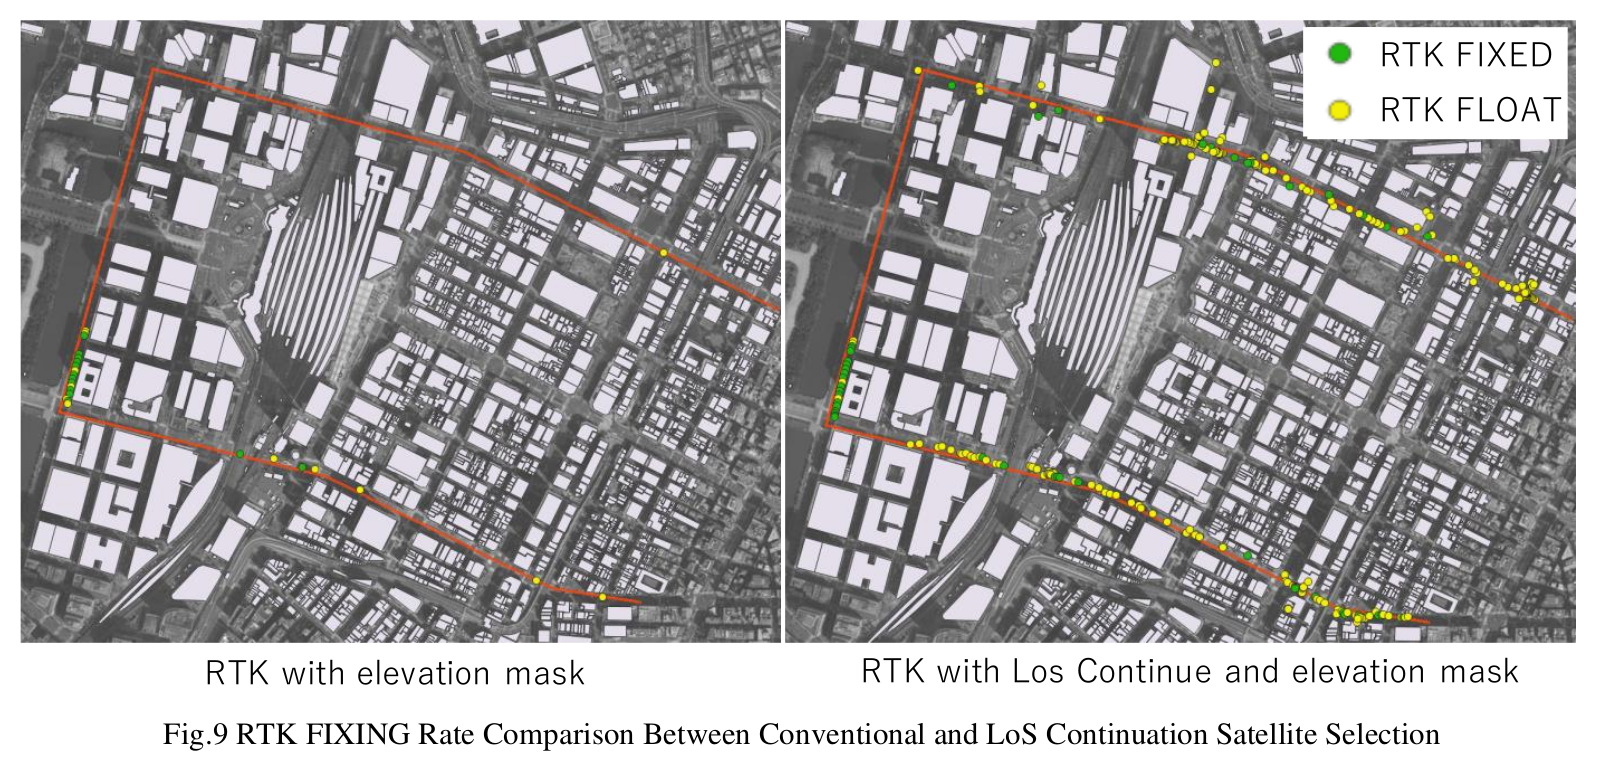 RTK FIXED
RTK FLOAT
RTK with elevation mask
RTK with Los Continue and elevation mask
Fig.9 RTK FIXING Rate Comparison Between Conventional and LoS Continuation Satellite Selection